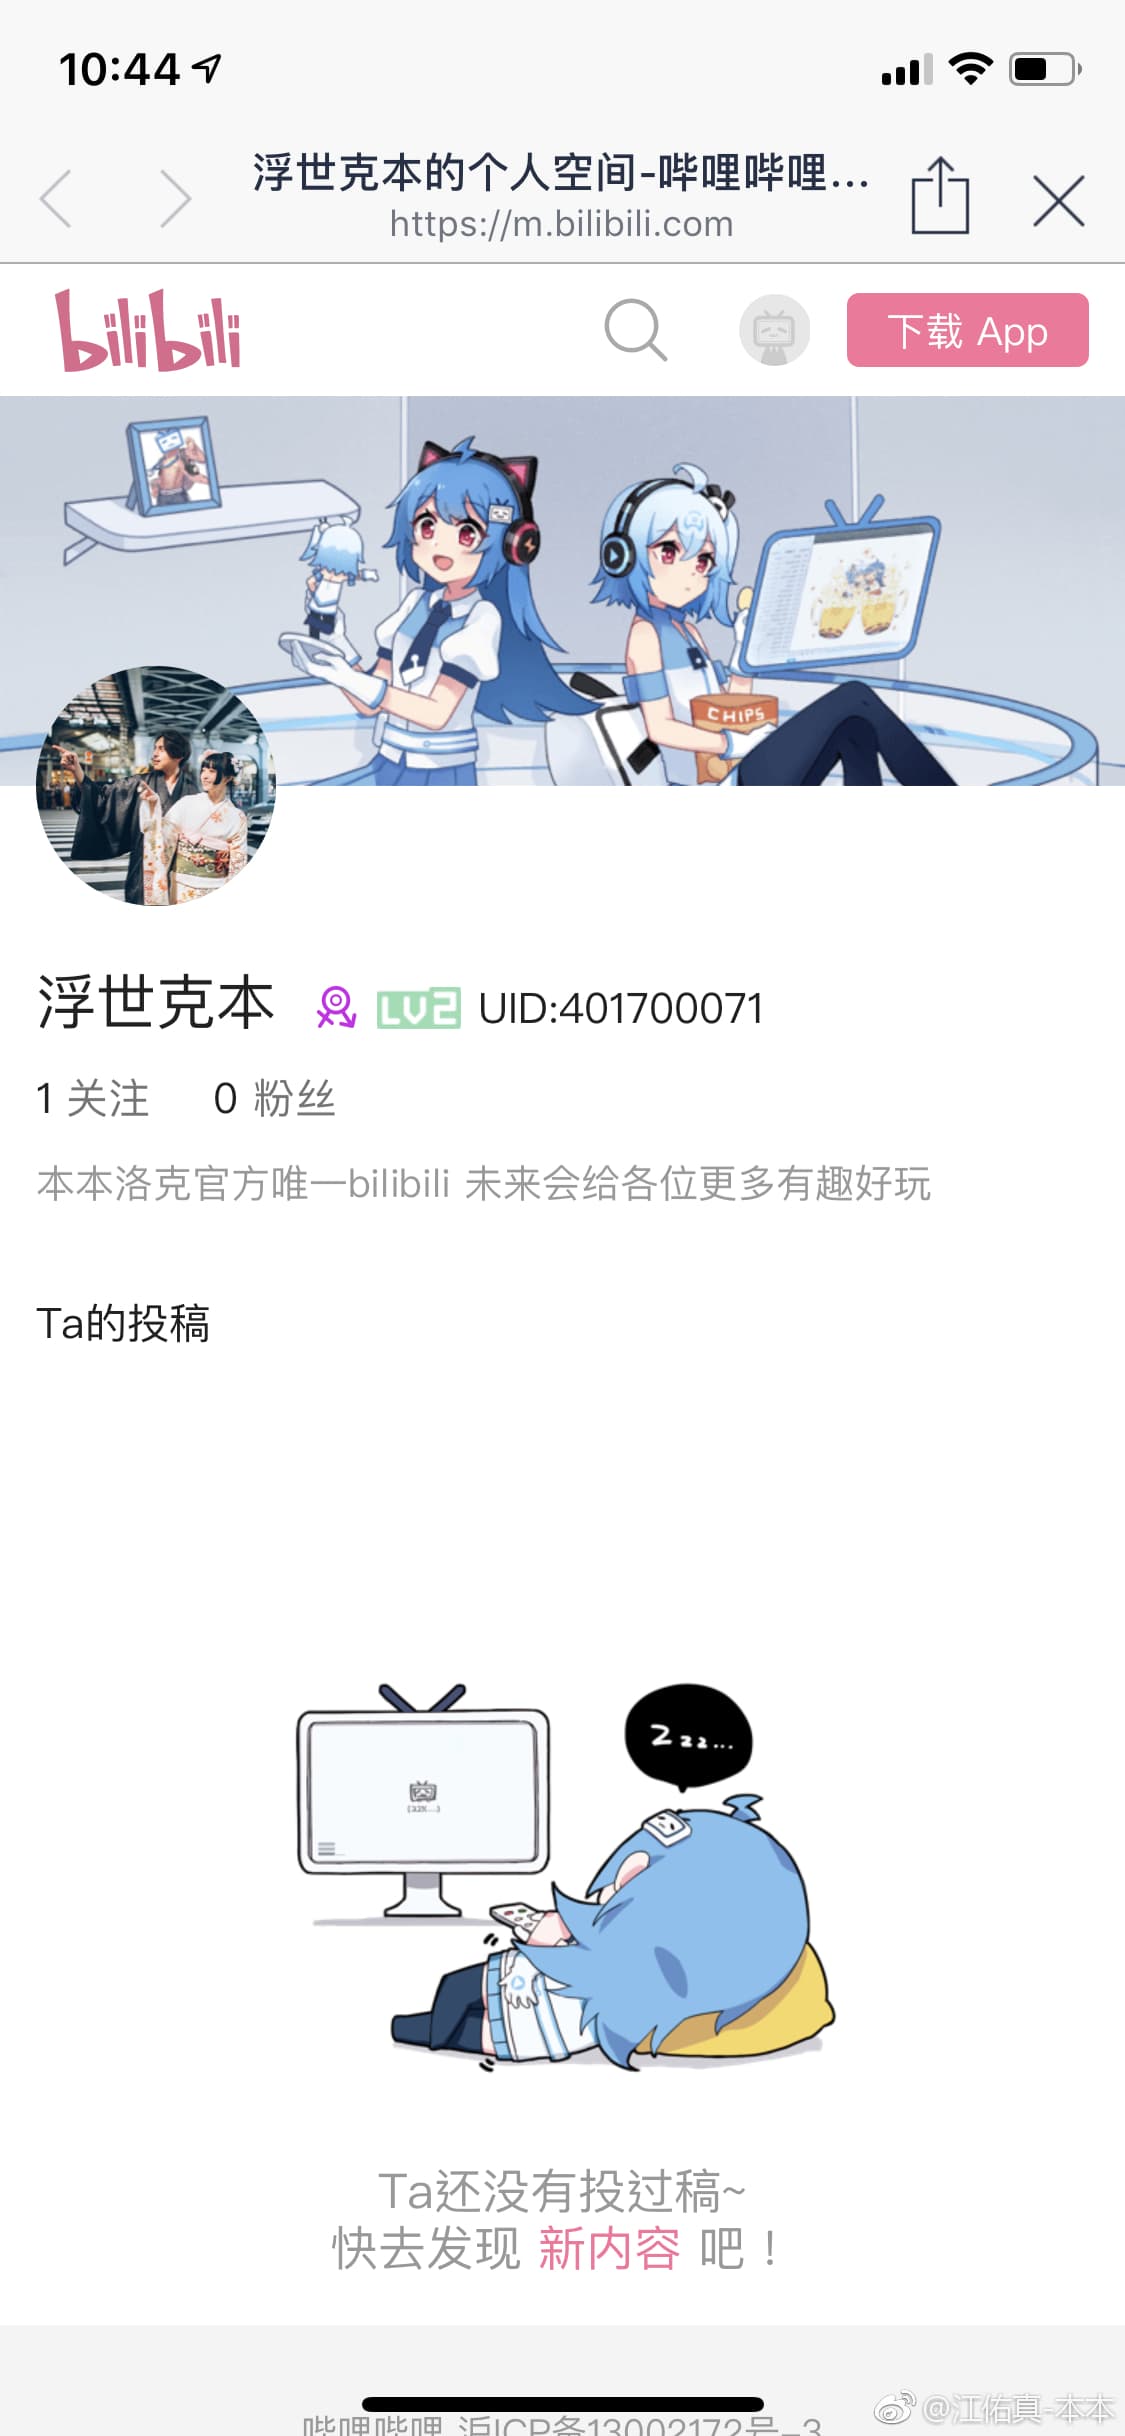 10:44
浮世克本的个人空间-哔哩哔哩...
https://m.bilibili.com
bilibili
下载 App
CHIPS
浮世克本 LV2 UID:401700071
1 关注 0 粉丝
本本洛克官方唯一bilibili 未来会给各位更多有趣好玩
Ta的投稿
zzz...
Ta还没有投过稿~
快去发现 新内容 吧！
哔哩哔哩 沪ICP备13002172号-3
@江佑真-本本